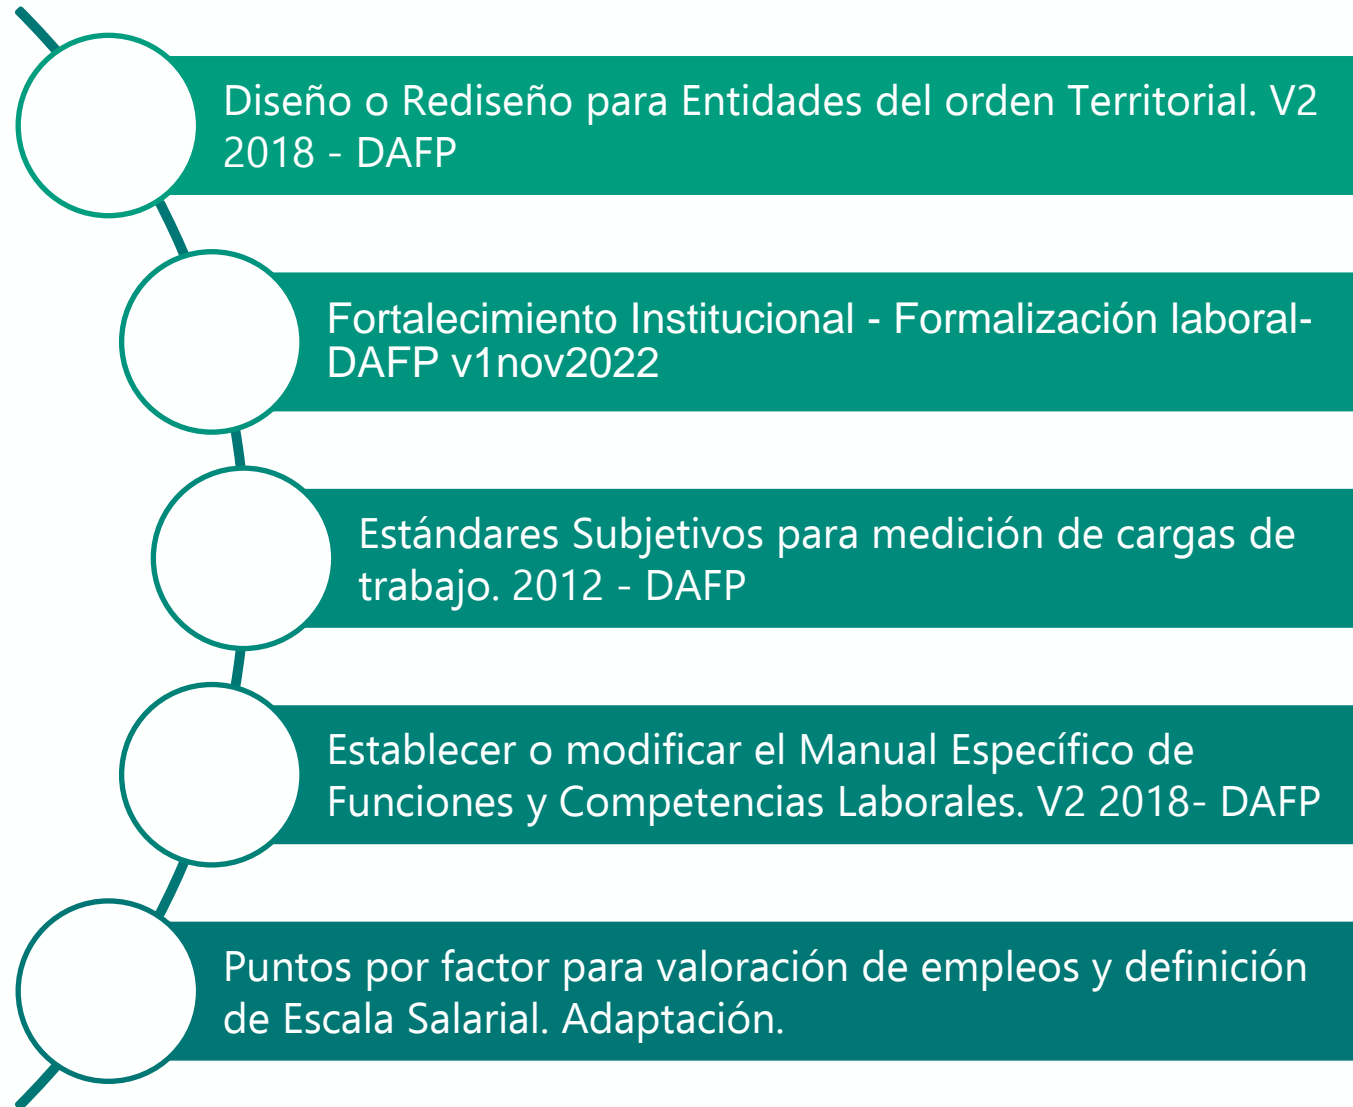 Diseño o Rediseño para Entidades del orden Territorial. V2
2018 - DAFP
Fortalecimiento Institucional - Formalización laboral-
DAFP v1nov2022
Estándares Subjetivos para medición de cargas de
trabajo. 2012 - DAFP
Establecer o modificar el Manual Específico de
Funciones y Competencias Laborales. V2 2018- DAFP
Puntos por factor para valoración de empleos y definición
de Escala Salarial. Adaptación.